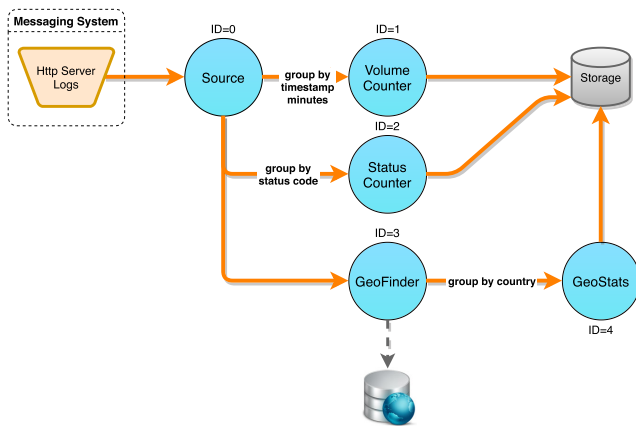 Messaging System
Http Server
Logs
ID=0
Source
group by
timestamp
minutes
ID=1
Volume
Counter
Storage
ID=2
group by
status code
Status
Counter
ID=3
GeoFinder
group by country
GeoStats
ID=4